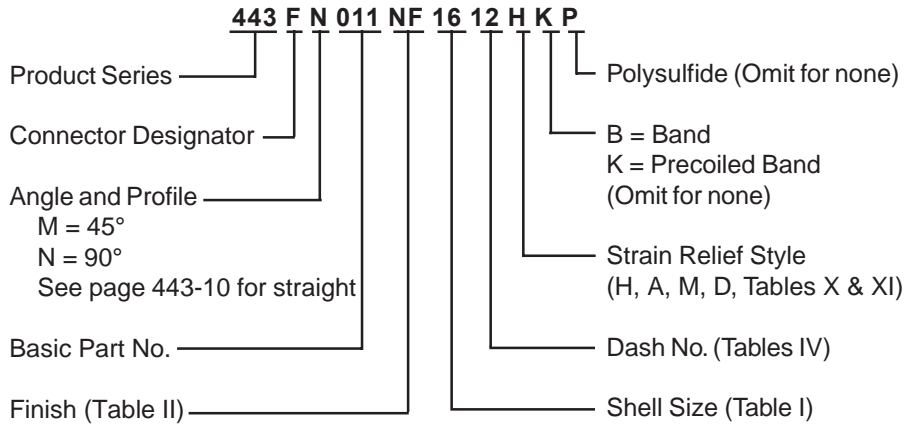 443 F N 011 NF 16 12 H K P
Product Series
Connector Designator
Angle and Profile
M = 45°
N = 90°
See page 443-10 for straight
Basic Part No.
Finish (Table II)
Polysulfide (Omit for none)
B = Band
K = Precoiled Band
(Omit for none)
Strain Relief Style
(H, A, M, D, Tables X & XI)
Dash No. (Tables IV)
Shell Size (Table I)